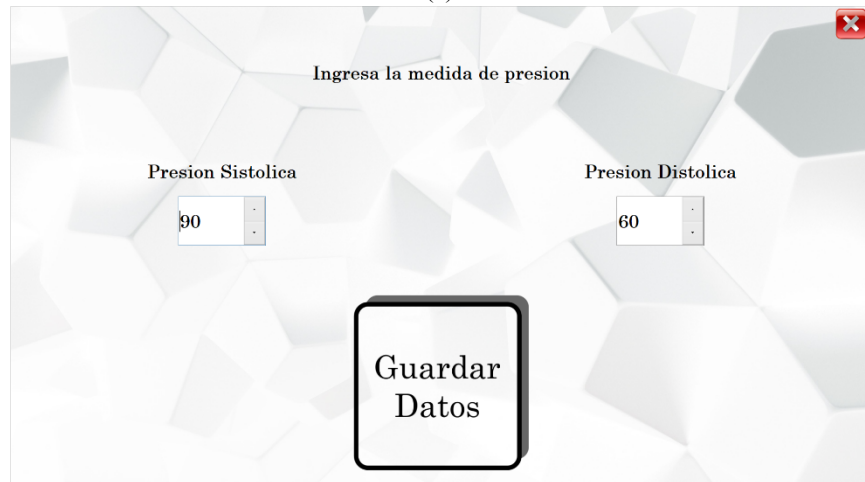 Ingresa la medida de presion
Presion Sistolica
Presion Distolica
90
60
Guardar
Datos